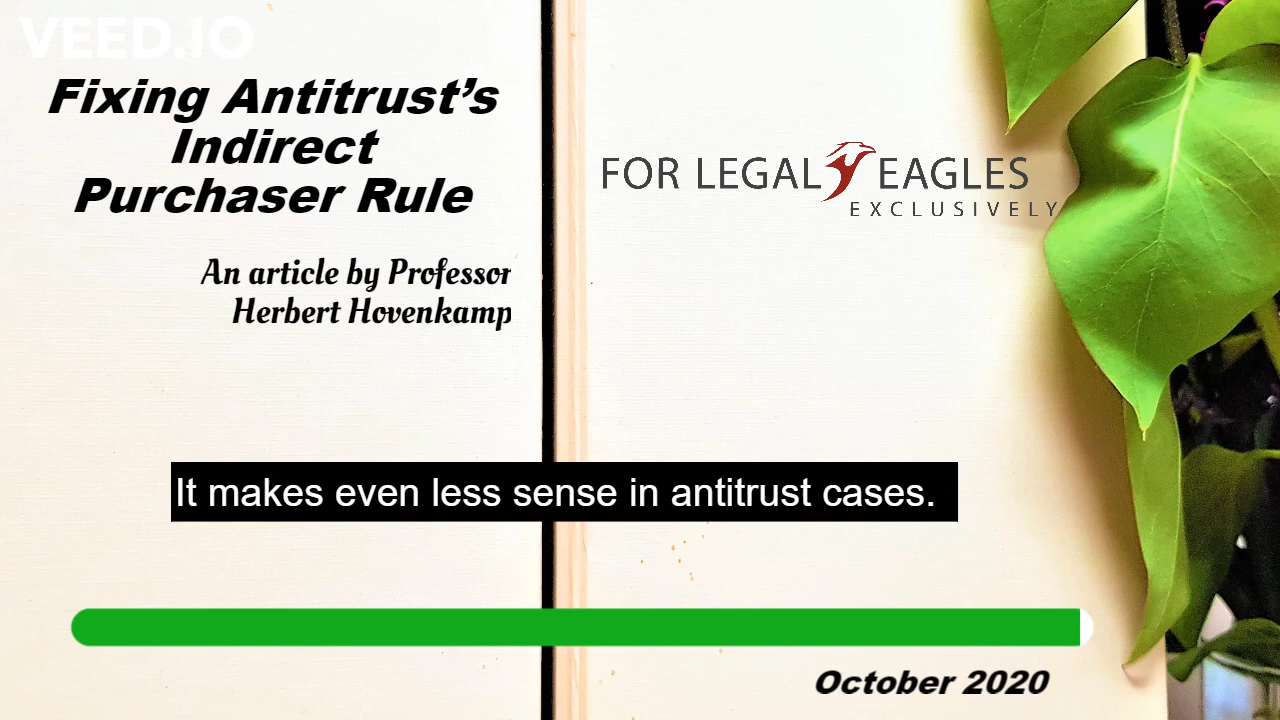 VEED.IO
Fixing Antitrust’s
Indirect
Purchaser Rule
An article by Professor
Herbert Hovenkamp
FOR LEGAL EAGLES
EXCLUSIVELY
It makes even less sense in antitrust cases.
October 2020